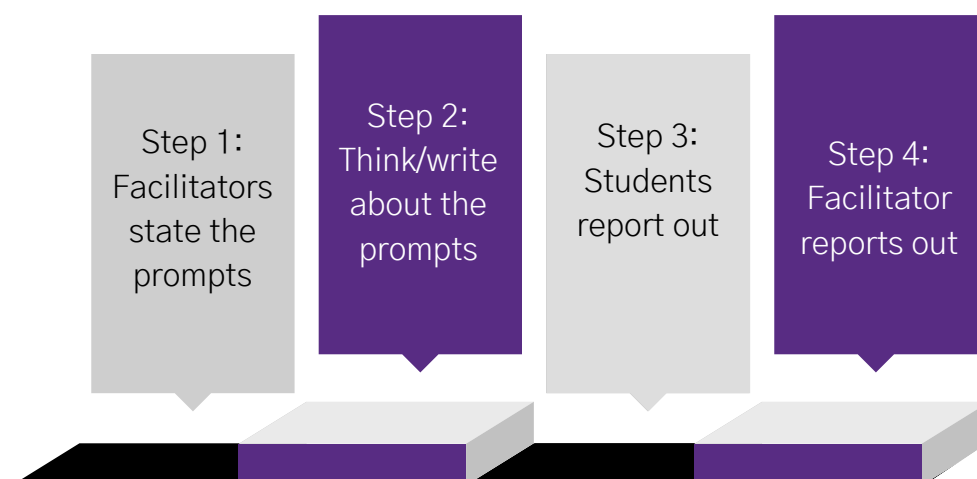 Step 1:
Facilitators
state the
prompts
Step 2:
Think/write
about the
prompts
Step 3:
Students
report out
Step 4:
Facilitator
reports out